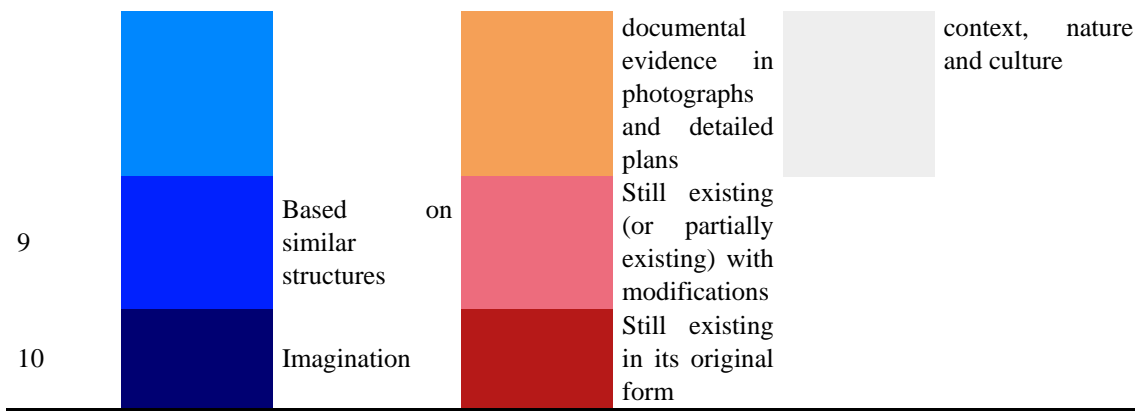 documental
evidence in
photographs
and detailed
plans
context, nature
and culture
9
Based on
similar
structures
Still existing
(or partially
existing) with
modifications
10
Imagination
Still existing
in its original
form